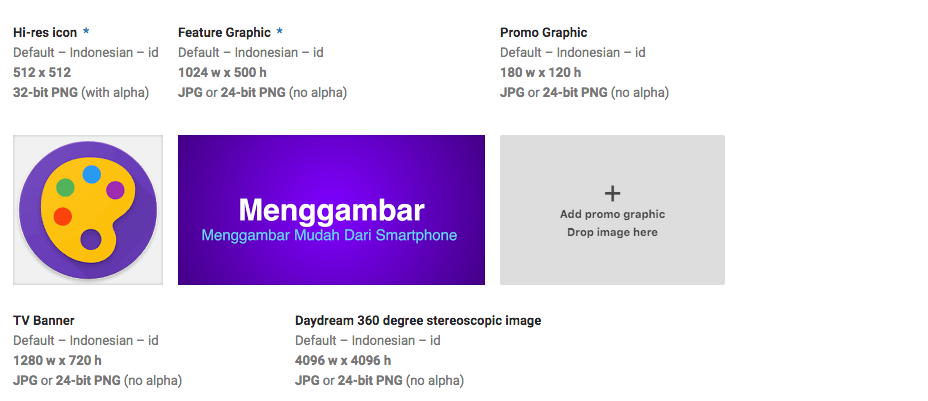 Hi-res icon *
Default – Indonesian – id
512 x 512
32-bit PNG (with alpha)
Feature Graphic *
Default – Indonesian – id
1024 w x 500 h
JPG or 24-bit PNG (no alpha)
Promo Graphic
Default – Indonesian – id
180 w x 120 h
JPG or 24-bit PNG (no alpha)
Menggambar
Menggambar Mudah Dari Smartphone
+
Add promo graphic
Drop image here
TV Banner
Default – Indonesian – id
1280 w x 720 h
JPG or 24-bit PNG (no alpha)
Daydream 360 degree stereoscopic image
Default – Indonesian – id
4096 w x 4096 h
JPG or 24-bit PNG (no alpha)